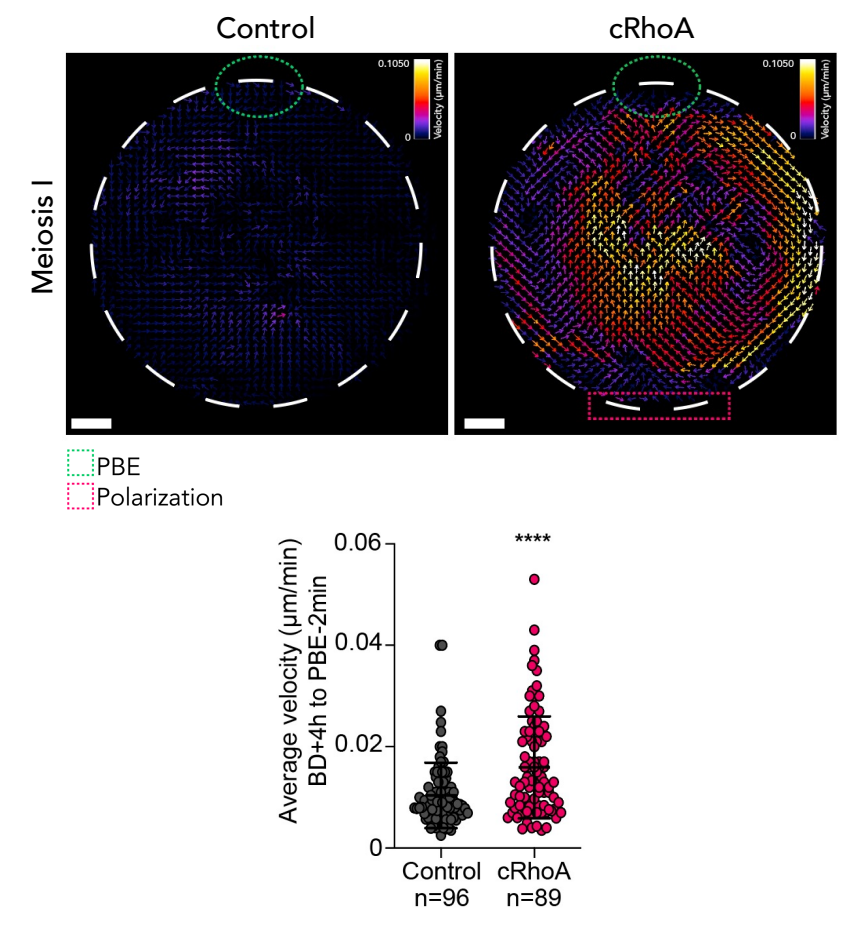 Control
cRhoA
Meiosis I
0.1050
0
Velocity (µm/min)
0.1050
0
Velocity (µm/min)
PBE
Polarization
Average velocity (µm/min)
BD+4h to PBE-2min
0.06
0.04
0.02
0
****
Control
n=96
cRhoA
n=89